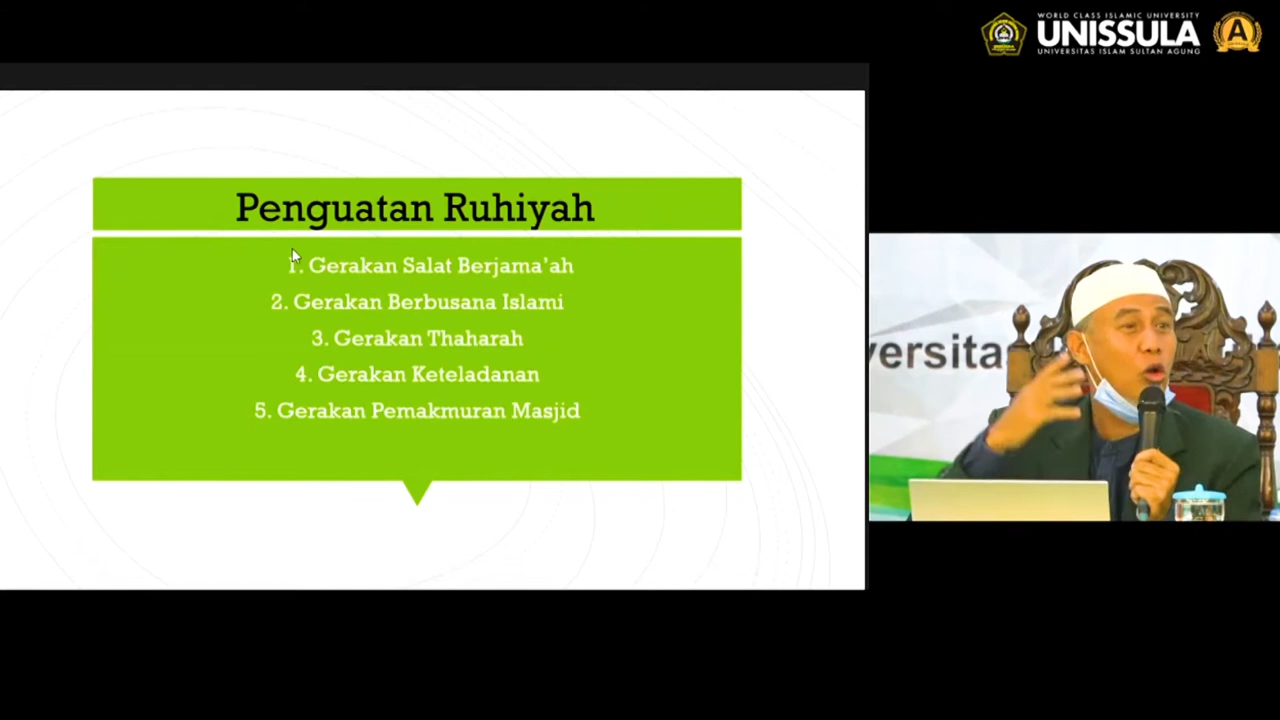 WORLD CLASS ISLAMIC UNIVERSITY
UNISSULA
UNIVERSITAS ISLAM SULTAN AGUNG
A
Penguatan Ruhiyah
1. Gerakan Salat Berjama’ah
2. Gerakan Berbusana Islami
3. Gerakan Thaharah
4. Gerakan Keteladanan
5. Gerakan Pemakmuran Masjid
versita